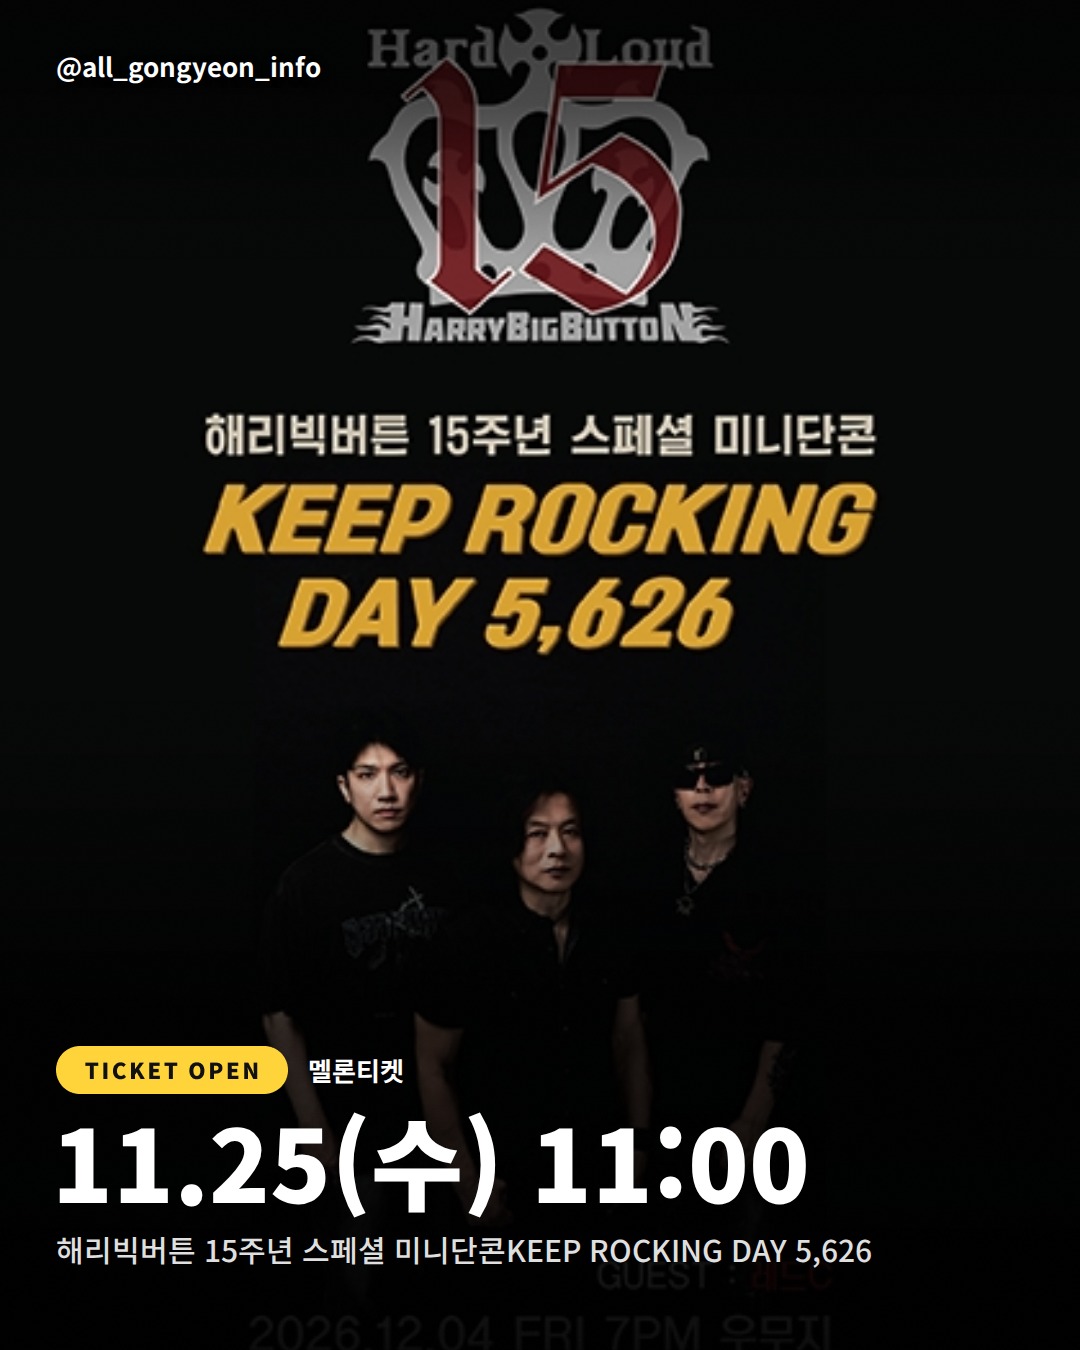 @all_gongyeon_info
Hard Loud
15
HARRYBIGBUTTON
해리빅버튼 15주년 스페셜 미니단콘
KEEP ROCKING
DAY 5,626
TICKET OPEN 멜론티켓
11.25(수) 11:00
해리빅버튼 15주년 스페셜 미니단콘KEEP ROCKING DAY 5,626
GUEST :
2026 12.04 FRI 7PM 우무지